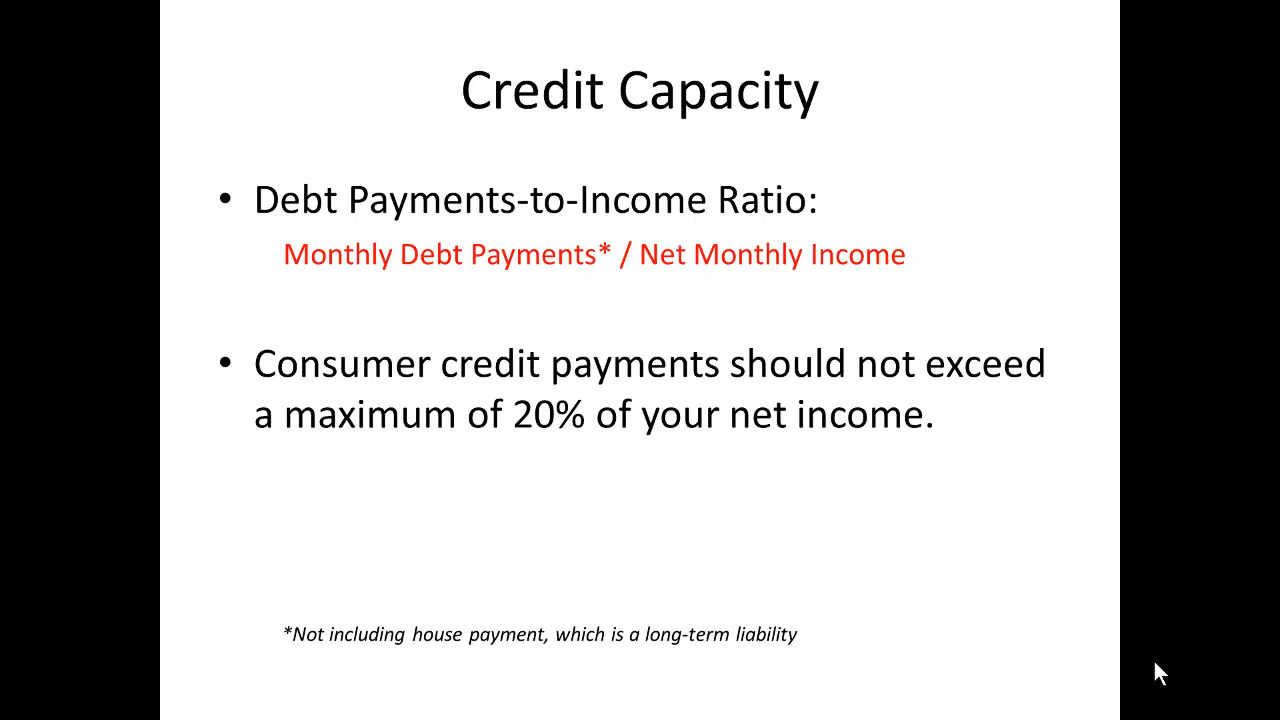 Credit Capacity
• Debt Payments-to-Income Ratio:
Monthly Debt Payments* / Net Monthly Income
• Consumer credit payments should not exceed
a maximum of 20% of your net income.
*Not including house payment, which is a long-term liability